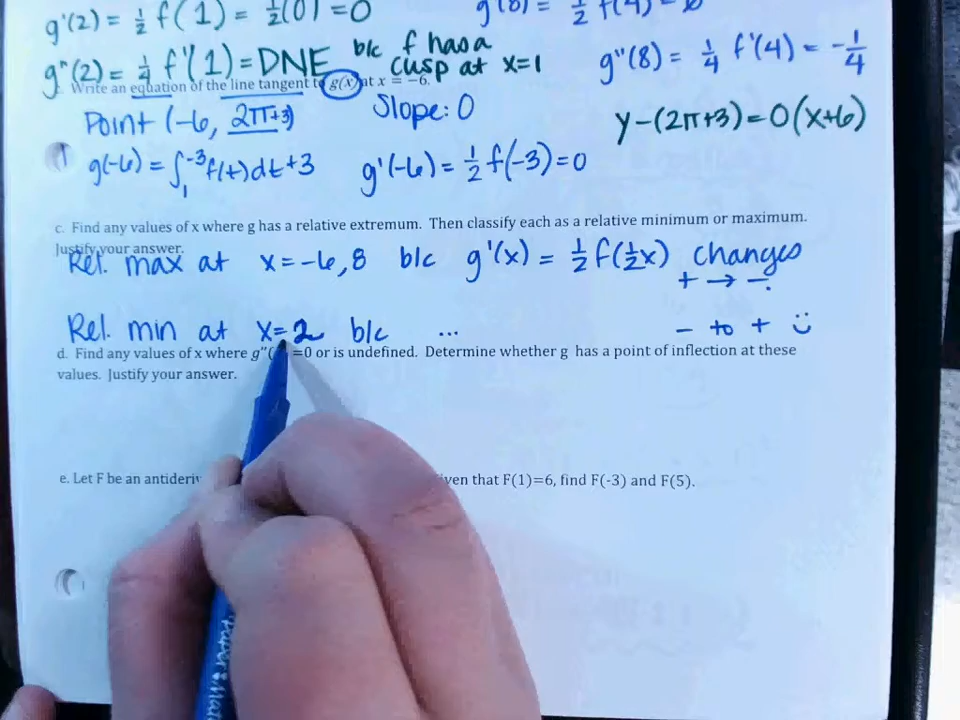 g'(2) = 1/2 f(1) = 1/2(0) = 0
g'(8) = 1/2 f(4) = 0
g"(2) = 1/4 f'(1) = DNE b/c f has a cusp at x=1
g"(8) = 1/4 f'(4) = -1/4
Write an equation of the line tangent to g(x) at x = −6.
Point (-6, 2π+3)
Slope: 0
y-(2π+3)=0(x+6)
g(-6) = ∫₁⁻³ f(t)dt+3
g'(-6) = 1/2 f(-3) = 0
c. Find any values of x where g has a relative extremum. Then classify each as a relative minimum or maximum.
Justify your answer.
Rel. max at x=-6,8 b/c g'(x) = 1/2 f(1/2x) changes
+ → -.
Rel. min at x=2 b/c ... - to +
d. Find any values of x where g" =0 or is undefined. Determine whether g has a point of inflection at these
values. Justify your answer.
e. Let F be an that F(1)=6, find F(-3) and F(5).